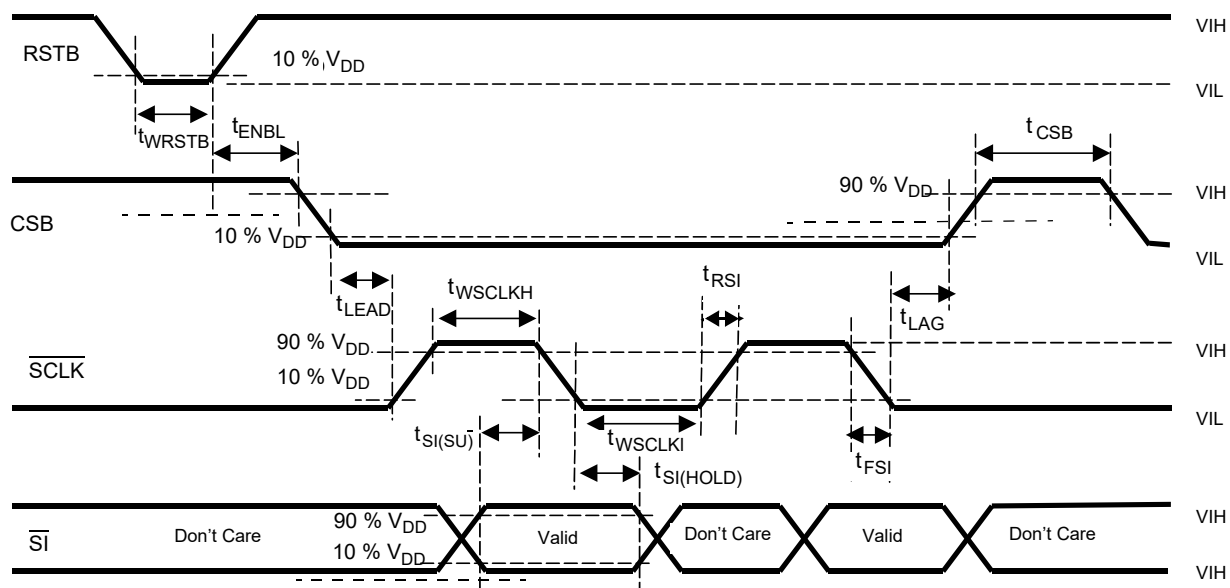 RSTB
10 % VDD
VIH
VIL
tWRSTB
tENBL
tCSB
CSB
90 % VDD
10 % VDD
VIH
VIL
tLEAD
tWSCLKH
tRSI
tLAG
SCLK
90 % VDD
10 % VDD
VIH
VIL
tSI(SU)
tWSCLKl
tSI(HOLD)
tFSI
SI
Don't Care
90 % VDD
10 % VDD
Valid
Don't Care
Valid
Don't Care
VIH
VIH